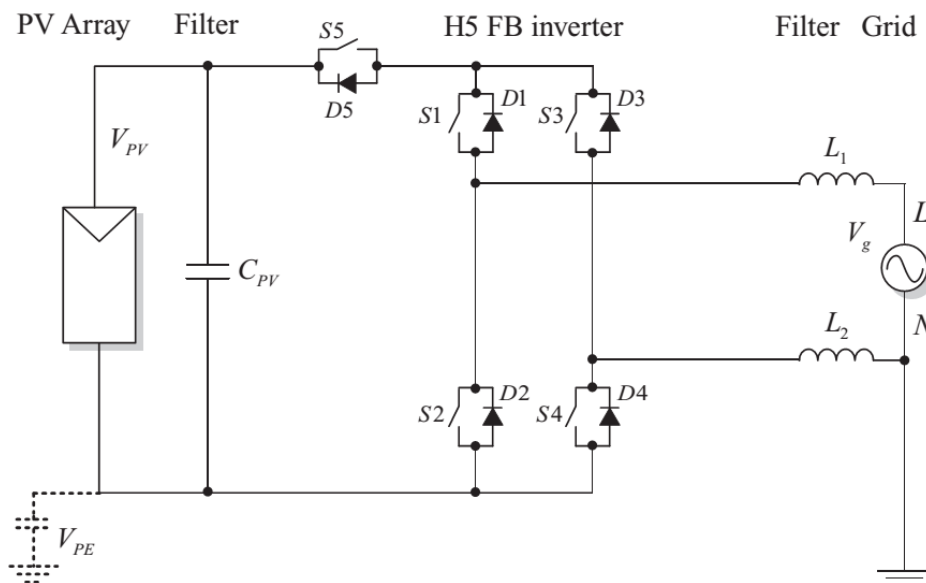 PV Array Filter H5 FB inverter Filter Grid
S5
D5
S1 D1 S3 D3
V_PV
L_1
L
V_g
C_PV
L_2
N
S2 D2 S4 D4
V_PE